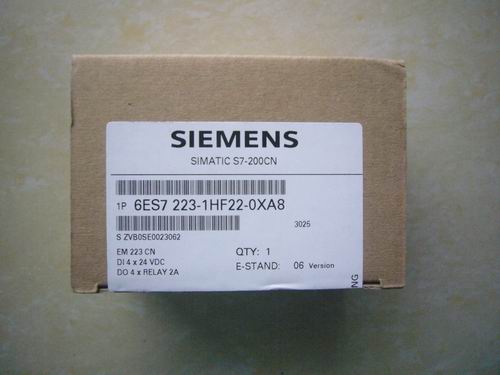 SIEMENS
SIMATIC S7-200CN
1P 6ES7 223-1HF22-0XA8
3025
S ZVB0SE0023062
EM 223 CN
DI 4 x 24 VDC
DO 4 x RELAY 2A
QTY: 1
E-STAND: 06 Version
NG